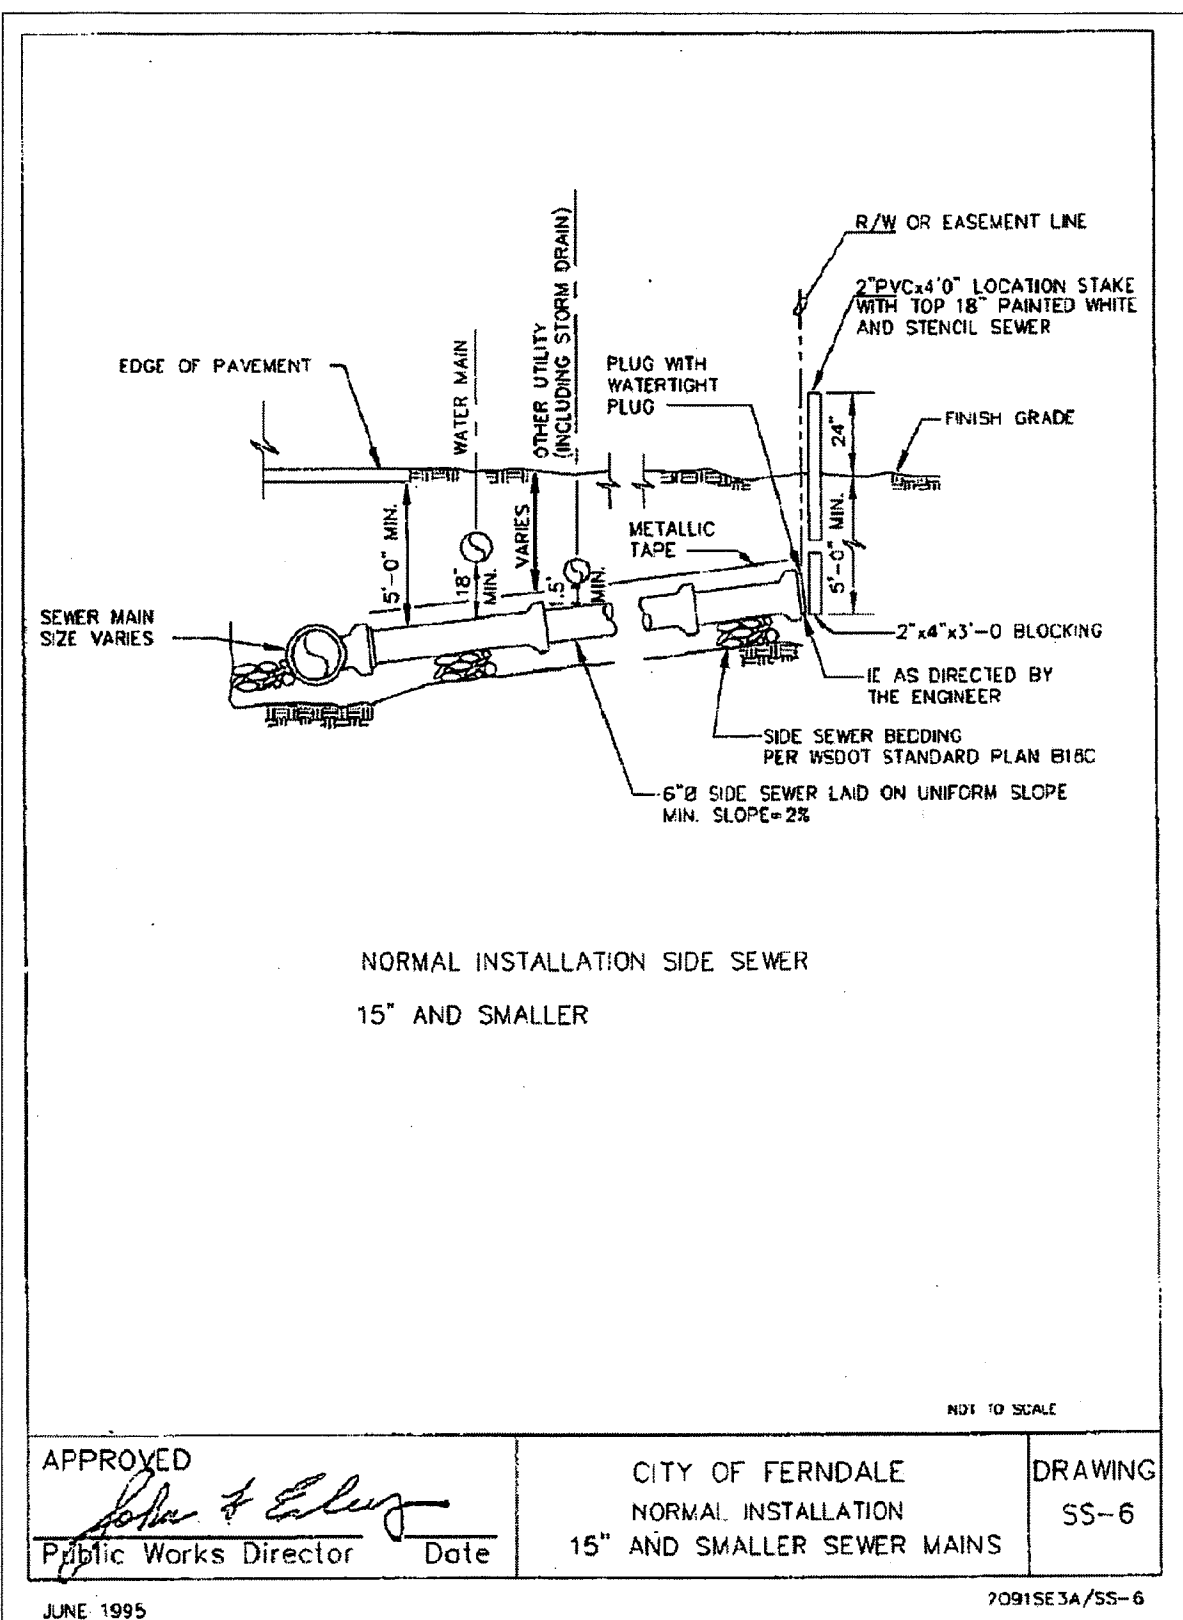 R/W OR EASEMENT LINE
2"PVCx4'0" LOCATION STAKE
WITH TOP 18" PAINTED WHITE
AND STENCIL SEWER
EDGE OF PAVEMENT
WATER MAIN
OTHER UTILITY
(INCLUDING STORM DRAIN)
PLUG WITH
WATERTIGHT
PLUG
24"
FINISH GRADE
5'-0" MIN.
18"
MIN.
VARIES
1.5'
MIN.
METALLIC
TAPE
5'-0" MIN.
SEWER MAIN
SIZE VARIES
2"x4"x3'-0 BLOCKING
IE AS DIRECTED BY
THE ENGINEER
SIDE SEWER BEDDING
PER WSDOT STANDARD PLAN B18C
6"Ø SIDE SEWER LAID ON UNIFORM SLOPE
MIN. SLOPE=2%
NORMAL INSTALLATION SIDE SEWER
15" AND SMALLER
NOT TO SCALE
APPROVED
Public Works Director Date
CITY OF FERNDALE
NORMAL INSTALLATION
15" AND SMALLER SEWER MAINS
DRAWING
SS-6
JUNE 1995
2091SE3A/SS-6